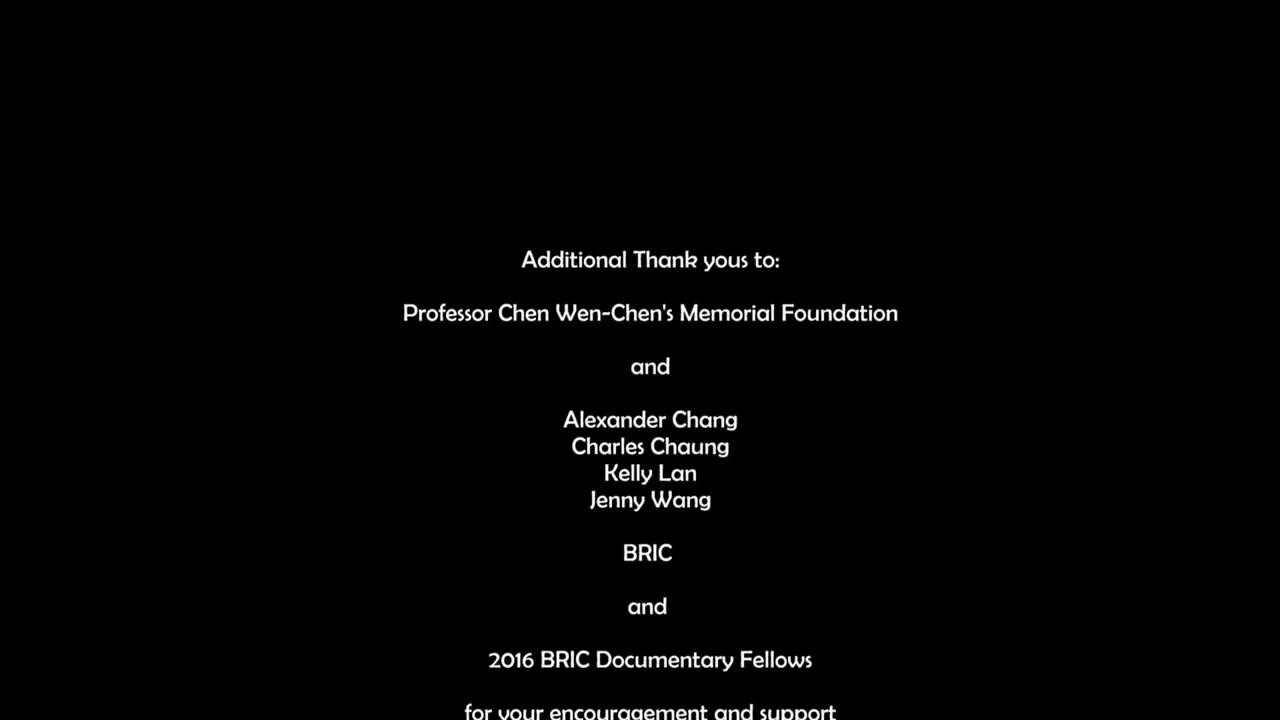 Additional Thank yous to:
Professor Chen Wen-Chen's Memorial Foundation
and
Alexander Chang
Charles Chaung
Kelly Lan
Jenny Wang
BRIC
and
2016 BRIC Documentary Fellows
for your encouragement and support